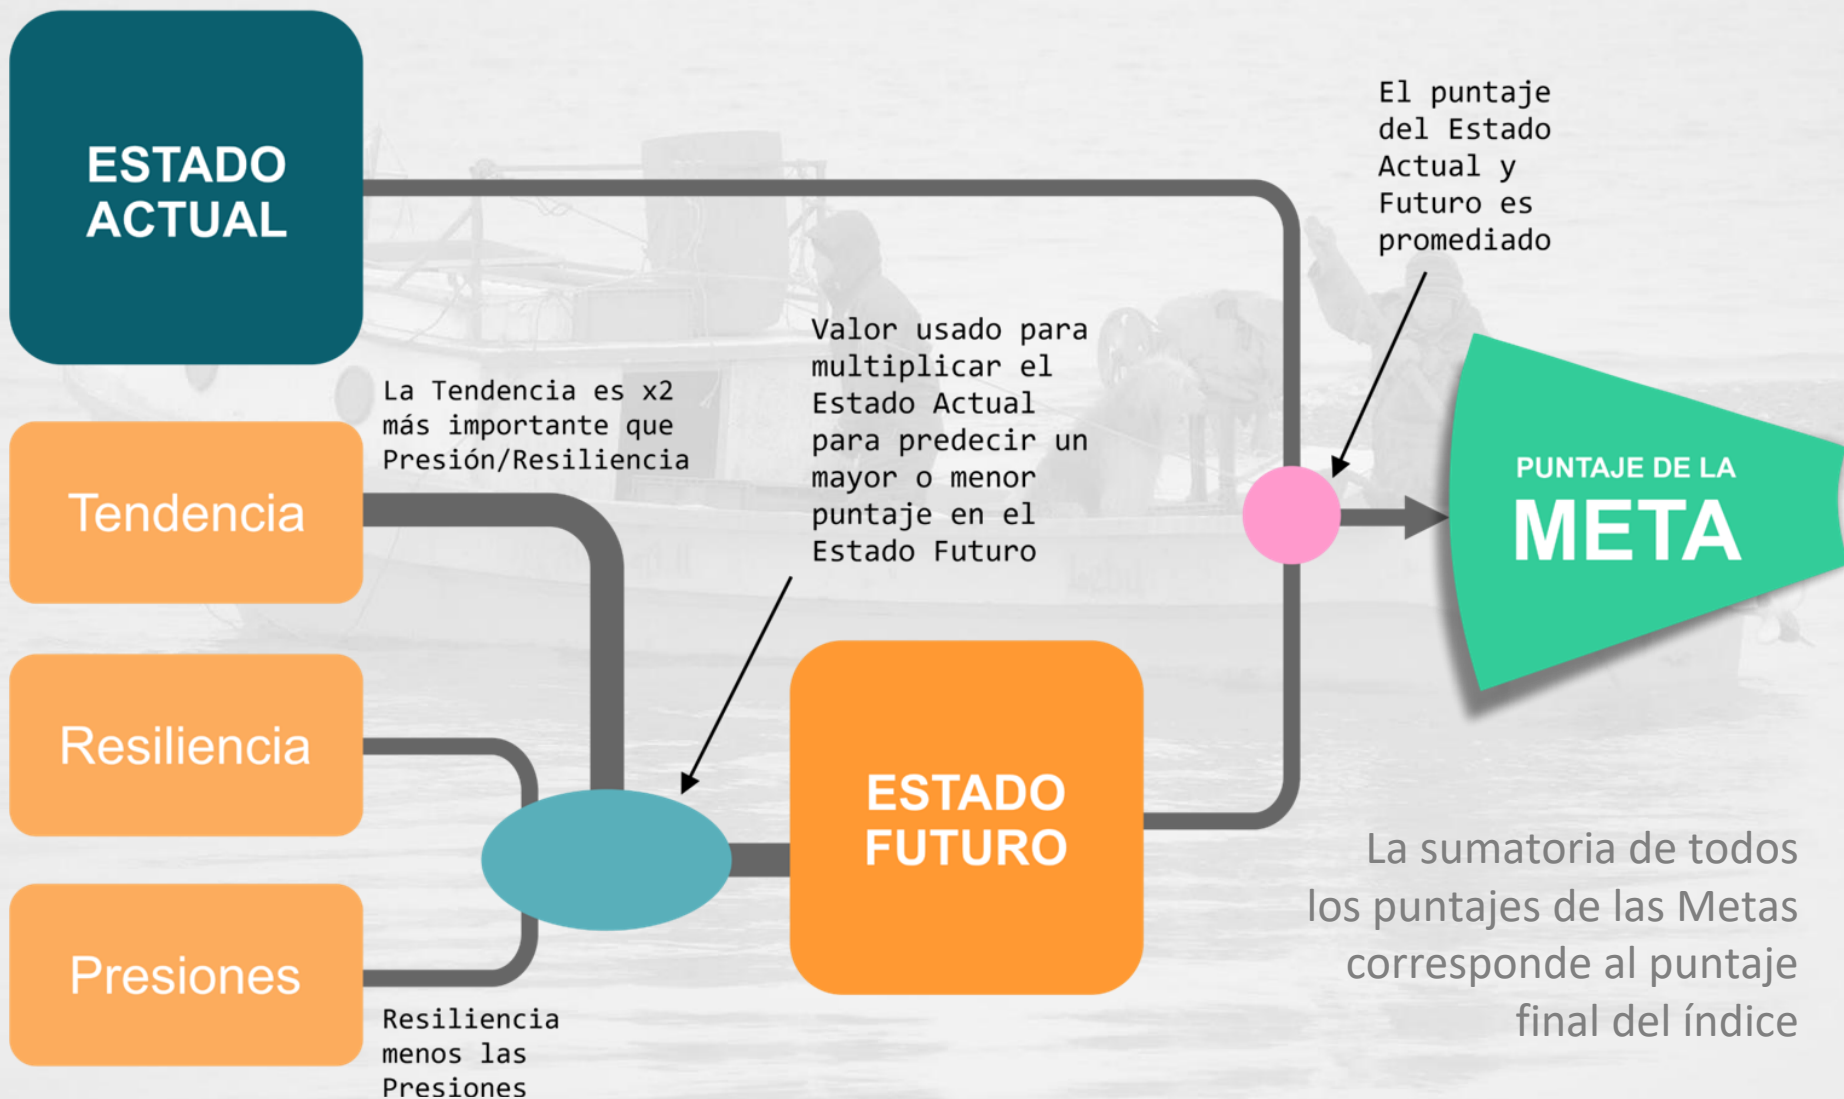 ESTADO
ACTUAL
El puntaje
del Estado
Actual y
Futuro es
promediado
Valor usado para
multiplicar el
Estado Actual
para predecir un
mayor o menor
puntaje en el
Estado Futuro
La Tendencia es x2
más importante que
Presión/Resiliencia
Tendencia
PUNTAJE DE LA
META
Resiliencia
ESTADO
FUTURO
Presiones
Resiliencia
menos las
Presiones
La sumatoria de todos
los puntajes de las Metas
corresponde al puntaje
final del índice